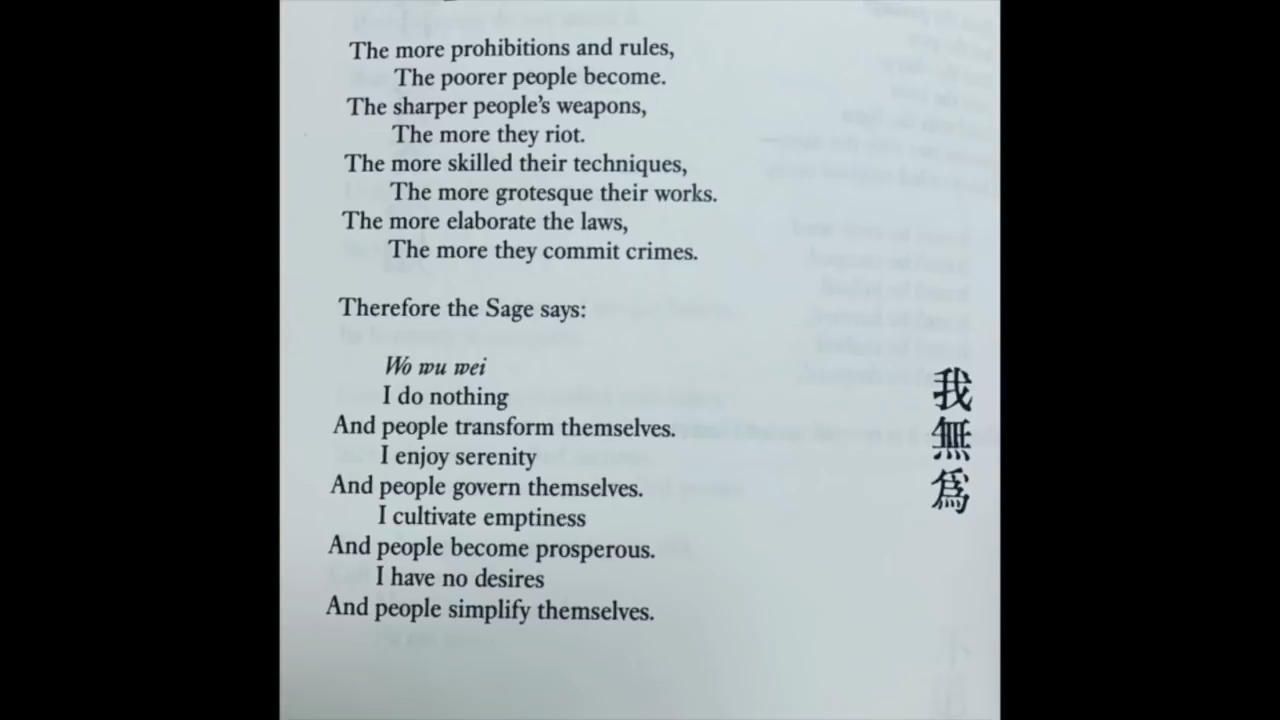 The more prohibitions and rules,
The poorer people become.
The sharper people's weapons,
The more they riot.
The more skilled their techniques,
The more grotesque their works.
The more elaborate the laws,
The more they commit crimes.
Therefore the Sage says:
Wo wu wei
I do nothing
And people transform themselves.
I enjoy serenity
And people govern themselves.
I cultivate emptiness
And people become prosperous.
I have no desires
And people simplify themselves.
我無爲